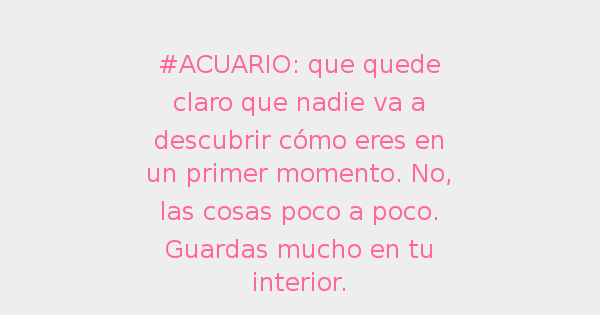 #ACUARIO: que quede
claro que nadie va a
descubrir cómo eres en
un primer momento. No,
las cosas poco a poco.
Guardas mucho en tu
interior.